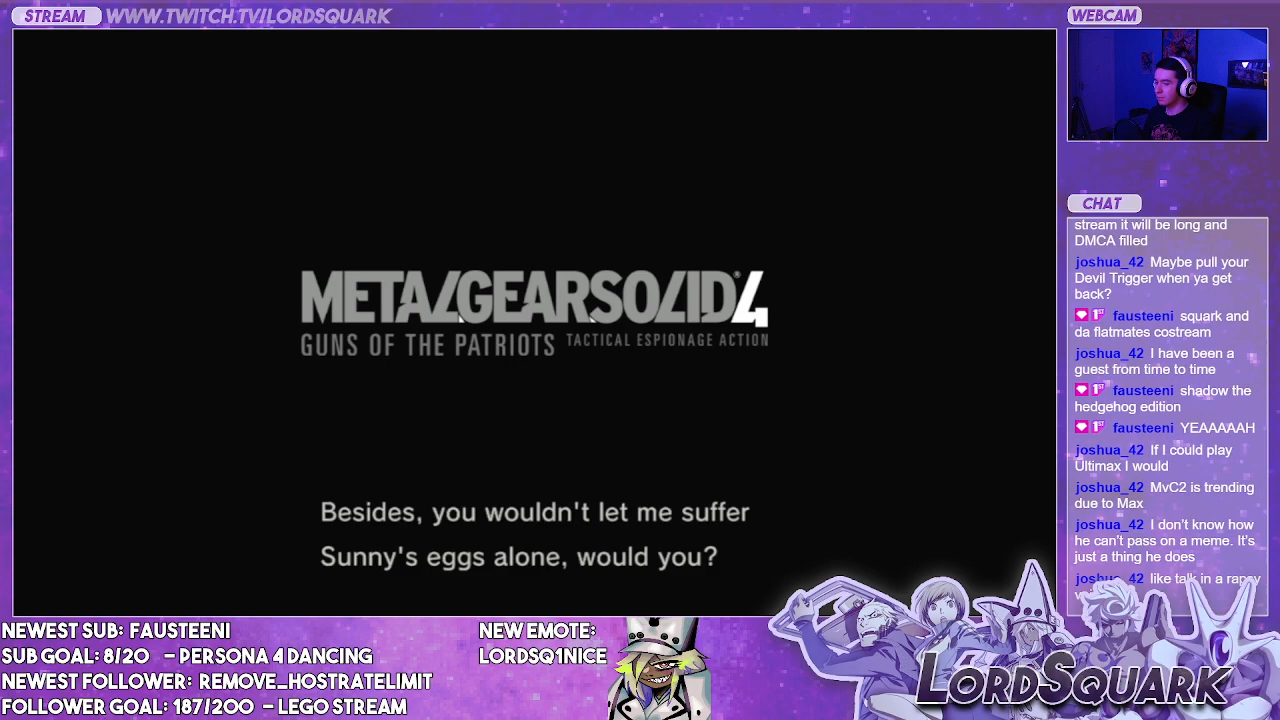 STREAM
WWW.TWITCH.TV/LORDSQUARK
WEBCAM
METAL GEAR SOLID® 4
GUNS OF THE PATRIOTS TACTICAL ESPIONAGE ACTION
Besides, you wouldn't let me suffer
Sunny's eggs alone, would you?
CHAT
stream it will be long and
DMCA filled
joshua_42 Maybe pull your
Devil Trigger when ya get
back?
1ST fausteeni squark and
da flatmates costream
joshua_42 I have been a
guest from time to time
1ST fausteeni shadow the
hedgehog edition
1ST fausteeni YEAAAAAH
joshua_42 If I could play
Ultimax I would
joshua_42 MvC2 is trending
due to Max
joshua_42 I don't know how
he can't pass on a meme. It's
just a thing he does
joshua_42 like talk in a
NEWEST SUB: FAUSTEENI
SUB GOAL: 8/20 - PERSONA 4 DANCING
NEWEST FOLLOWER: REMOVE_HOSTRATELIMIT
FOLLOWER GOAL: 187/200 - LEGO STREAM
NEW EMOTE:
LORDSQ1NICE
LORDSQUARK